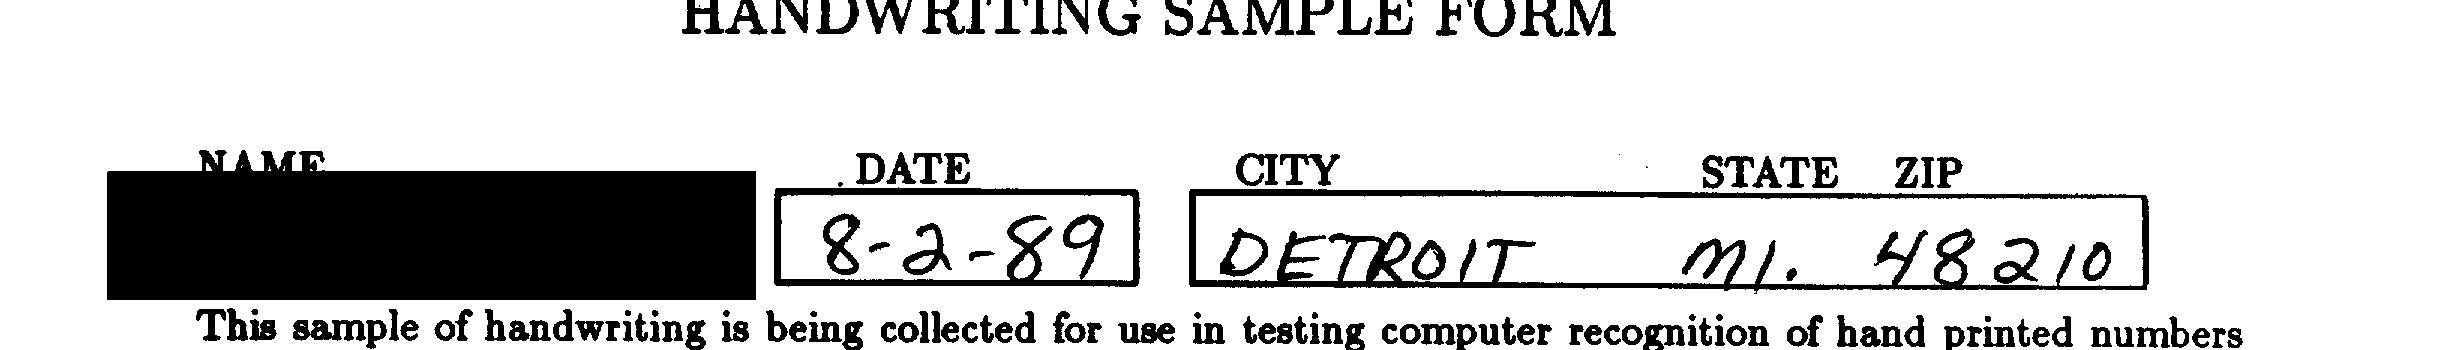 HANDWRITING SAMPLE FORM
NAME DATE CITY STATE ZIP
8-2-89 DETROIT MI. 48210
This sample of handwriting is being collected for use in testing computer recognition of hand printed numbers